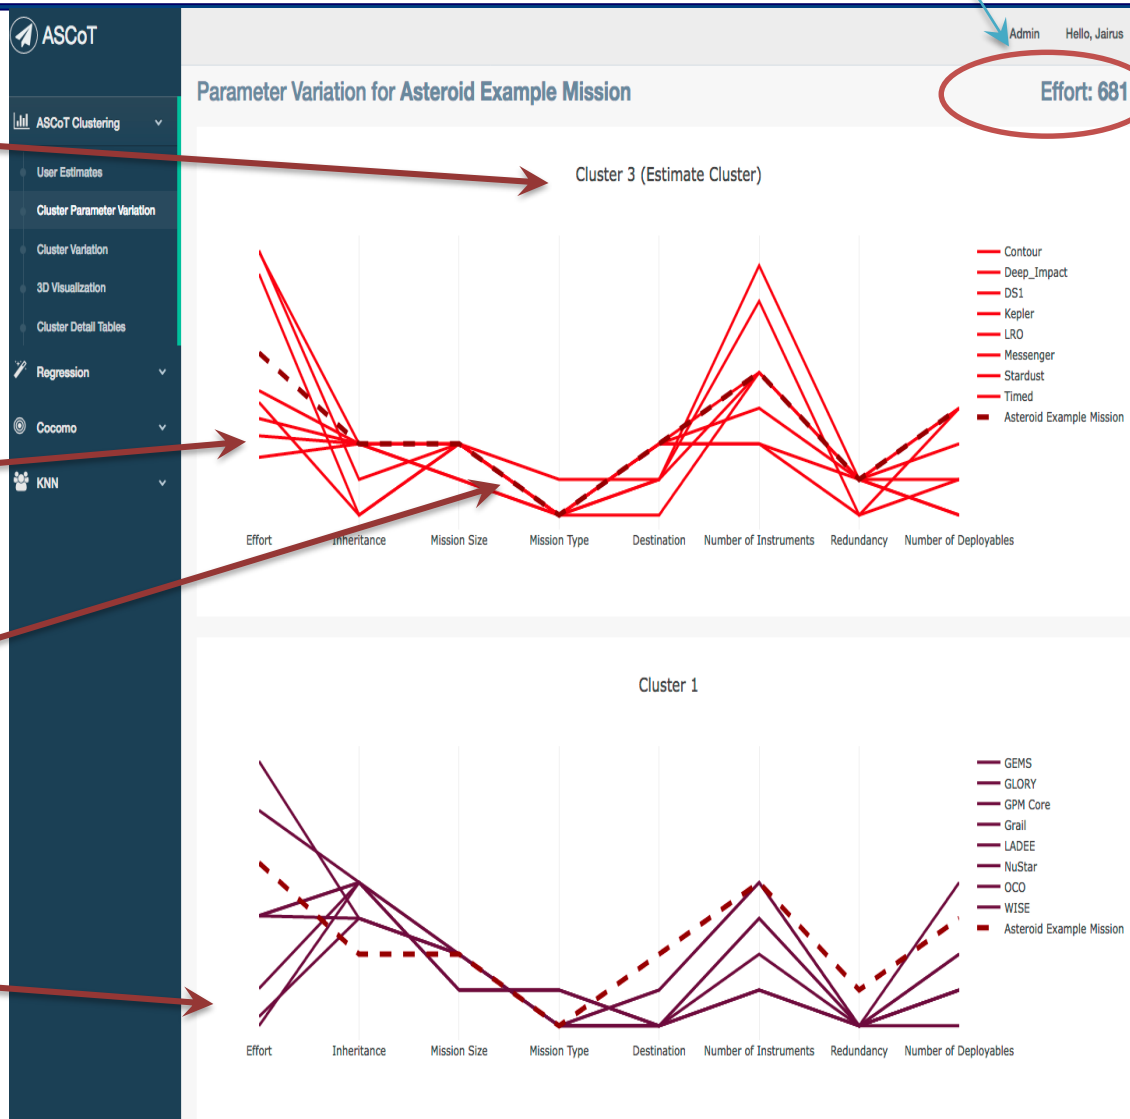 ASCoT
Admin Hello, Jairus
Parameter Variation for Asteroid Example Mission
Effort: 681
ASCoT Clustering
User Estimates
Cluster Parameter Variation
Cluster Variation
3D Visualization
Cluster Detail Tables
Regression
Cocomo
KNN
Cluster 3 (Estimate Cluster)
Contour
Deep_Impact
DS1
Kepler
LRO
Messenger
Stardust
Timed
Asteroid Example Mission
Effort Inheritance Mission Size Mission Type Destination Number of Instruments Redundancy Number of Deployables
Cluster 1
GEMS
GLORY
GPM Core
Grail
LADEE
NuStar
OCO
WISE
Asteroid Example Mission
Effort Inheritance Mission Size Mission Type Destination Number of Instruments Redundancy Number of Deployables